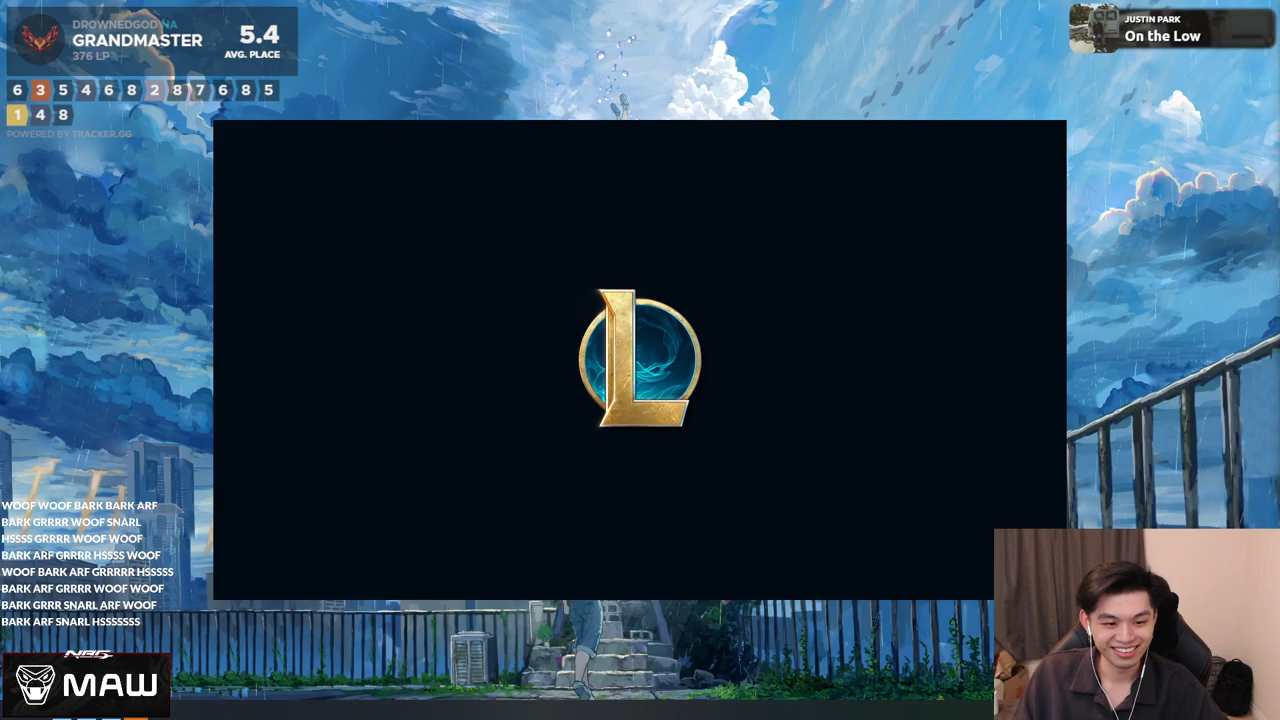 DROWNEDGOD NA
GRANDMASTER
376 LP
5.4
AVG. PLACE
6 3 5 4 6 8 2 8 7 6 8 5
1 4 8
POWERED BY TRACKER.GG
JUSTIN PARK
On the Low
L
WOOF WOOF BARK BARK ARF
BARK GRRRR WOOF SNARL
HSSSS GRRRR WOOF WOOF
BARK ARF GRRRR HSSSS WOOF
WOOF BARK ARF GRRRRR HSSSSS
BARK ARF GRRRR WOOF WOOF
BARK GRRR SNARL ARF WOOF
BARK ARF SNARL HSSSSSSS
MAW